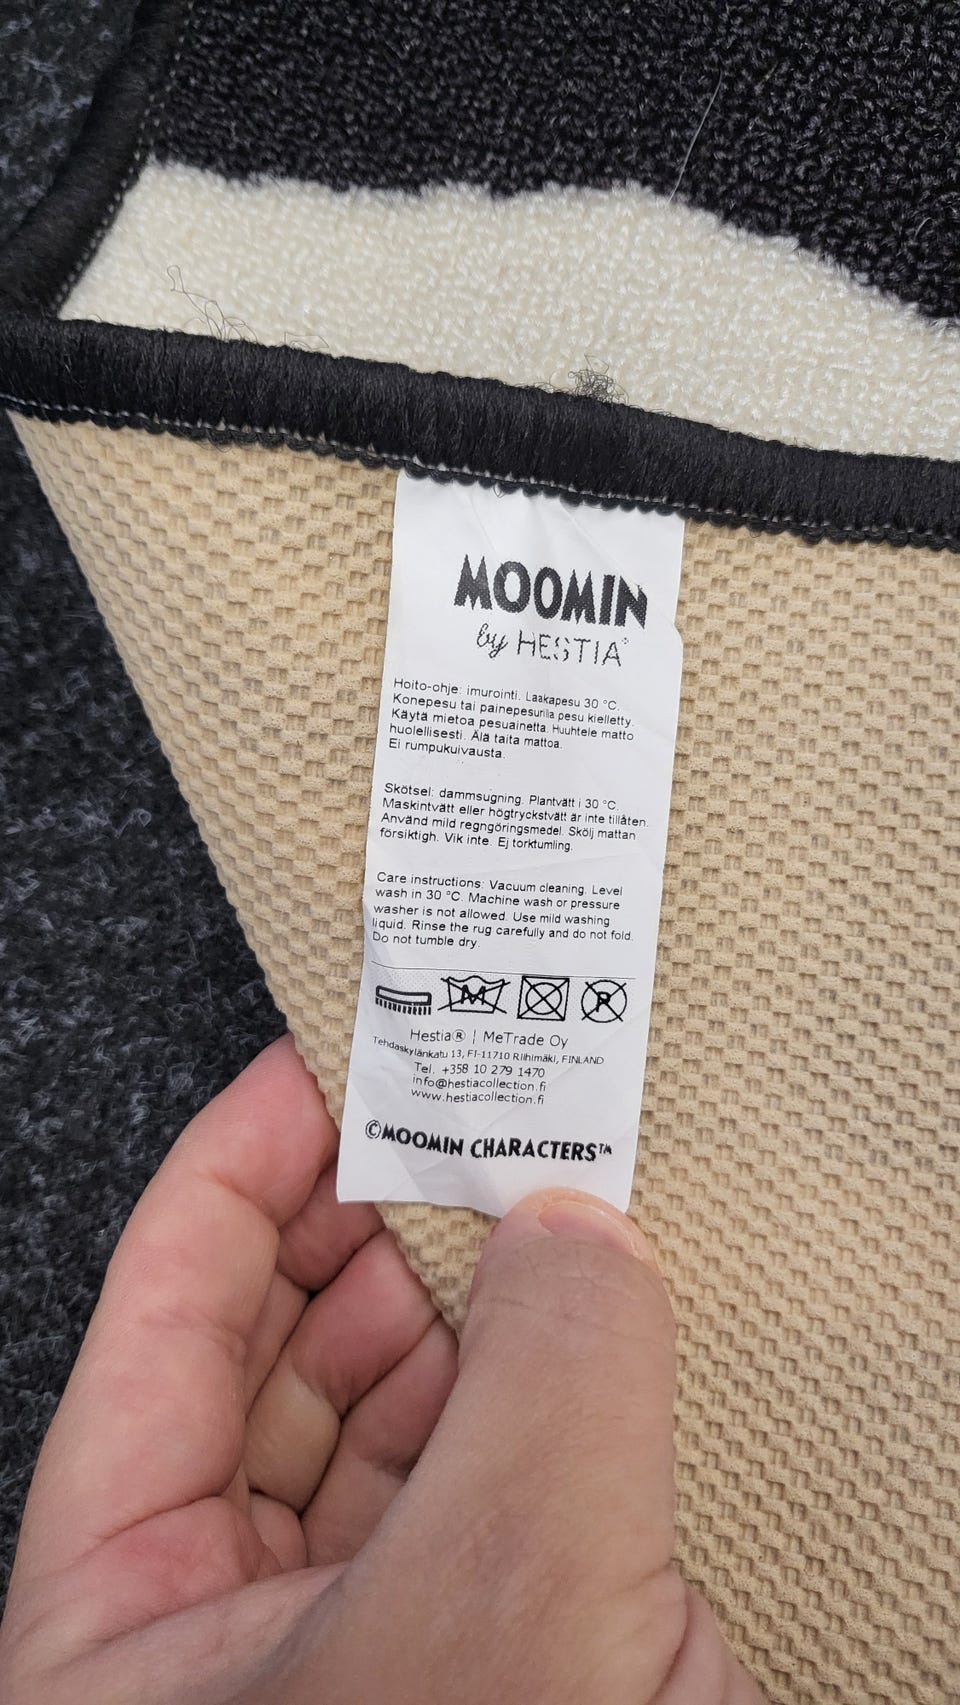 MOOMIN
by HESTIA®
Hoito-ohje: imurointi. Laakapesu 30 °C.
Konepesu tai painepesurilla pesu kielletty.
Käytä mietoa pesuainetta. Huuhtele matto
huolellisesti. Älä taita mattoa.
Ei rumpukuivausta.
Skötsel: dammsugning. Plantvätt i 30 °C.
Maskintvätt eller högtryckstvätt är inte tillåten.
Använd mild regngöringsmedel. Skölj mattan
försiktigh. Vik inte. Ej torktumling.
Care instructions: Vacuum cleaning. Level
wash in 30 °C. Machine wash or pressure
washer is not allowed. Use mild washing
liquid. Rinse the rug carefully and do not fold.
Do not tumble dry.
M P
Hestia® | MeTrade Oy
Tehdaskylänkatu 13, FI-11710 Riihimäki, FINLAND
Tel. +358 10 279 1470
info@hestiacollection.fi
www.hestiacollection.fi
©MOOMIN CHARACTERS™